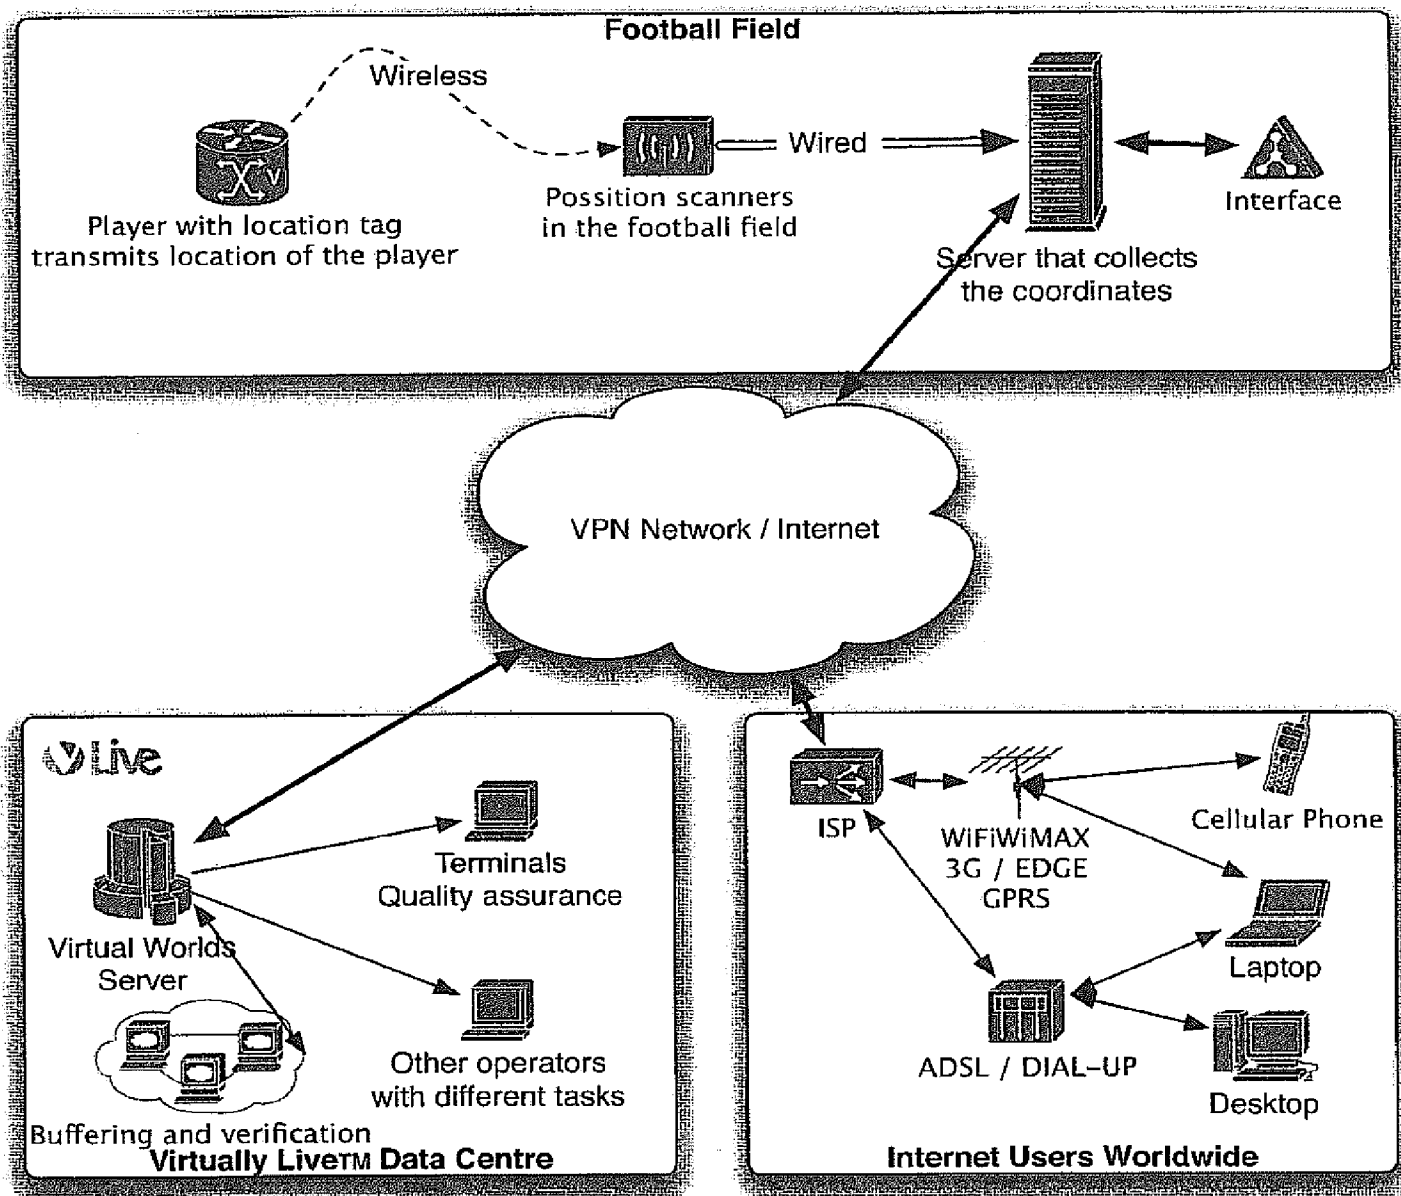 Football Field
Wireless
Wired
V
Player with location tag
transmits location of the player
Possition scanners
in the football field
Interface
Server that collects
the coordinates
VPN Network / Internet
Live
Terminals
Quality assurance
Virtual Worlds
Server
Other operators
with different tasks
Buffering and verification
Virtually Live™ Data Centre
ISP
WiFiWiMAX
3G / EDGE
GPRS
Cellular Phone
Laptop
ADSL / DIAL-UP
Desktop
Internet Users Worldwide